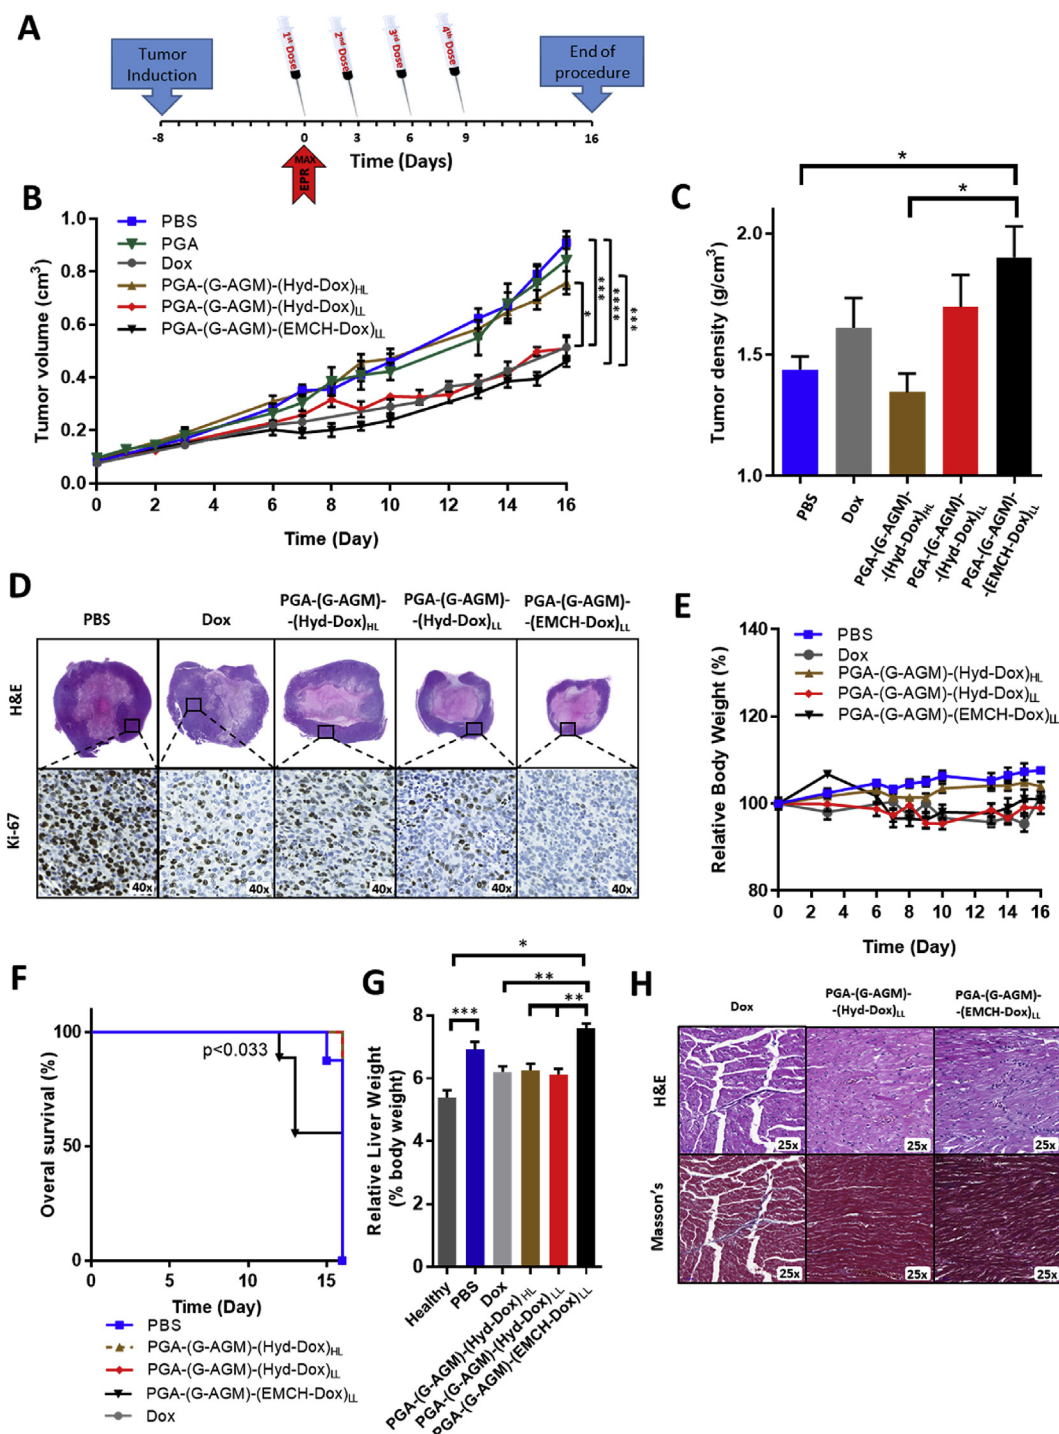 A
Tumor
Induction
1st Dose
2nd Dose
3rd Dose
4th Dose
End of
procedure
-8
0
3
6
9
16
Time (Days)
MAX
EPR
B
PBS
PGA
Dox
PGA-(G-AGM)-(Hyd-Dox)HL
PGA-(G-AGM)-(Hyd-Dox)LL
PGA-(G-AGM)-(EMCH-Dox)LL
Tumor volume (cm3)
1.0
0.8
0.6
0.4
0.2
0.0
0 2 4 6 8 10 12 14 16
Time (Day)
*
***
****
***
C
*
*
Tumor density (g/cm3)
2.0
1.5
1.0
PBS
Dox
PGA-(G-AGM)-
-(Hyd-Dox)HL
PGA-(G-AGM)-
-(Hyd-Dox)LL
PGA-(G-AGM)-
-(EMCH-Dox)LL
D
PBS
Dox
PGA-(G-AGM)-
-(Hyd-Dox)HL
PGA-(G-AGM)-
-(Hyd-Dox)LL
PGA-(G-AGM)-
-(EMCH-Dox)LL
H&E
Ki-67
40x
40x
40x
40x
40x
E
PBS
Dox
PGA-(G-AGM)-(Hyd-Dox)HL
PGA-(G-AGM)-(Hyd-Dox)LL
PGA-(G-AGM)-(EMCH-Dox)LL
Relative Body Weight (%)
140
120
100
80
0 2 4 6 8 10 12 14 16
Time (Day)
F
p<0.033
Overal survival (%)
100
50
0
0 5 10 15
Time (Day)
PBS
PGA-(G-AGM)-(Hyd-Dox)HL
PGA-(G-AGM)-(Hyd-Dox)LL
PGA-(G-AGM)-(EMCH-Dox)LL
Dox
G
*
**
**
***
Relative Liver Weight
(% body weight)
8
6
4
2
0
Healthy
PBS
Dox
PGA-(G-AGM)-(Hyd-Dox)HL
PGA-(G-AGM)-(Hyd-Dox)LL
PGA-(G-AGM)-(EMCH-Dox)LL
H
Dox
PGA-(G-AGM)-
-(Hyd-Dox)LL
PGA-(G-AGM)-
-(EMCH-Dox)LL
H&E
Masson's
25x
25x
25x
25x
25x
25x